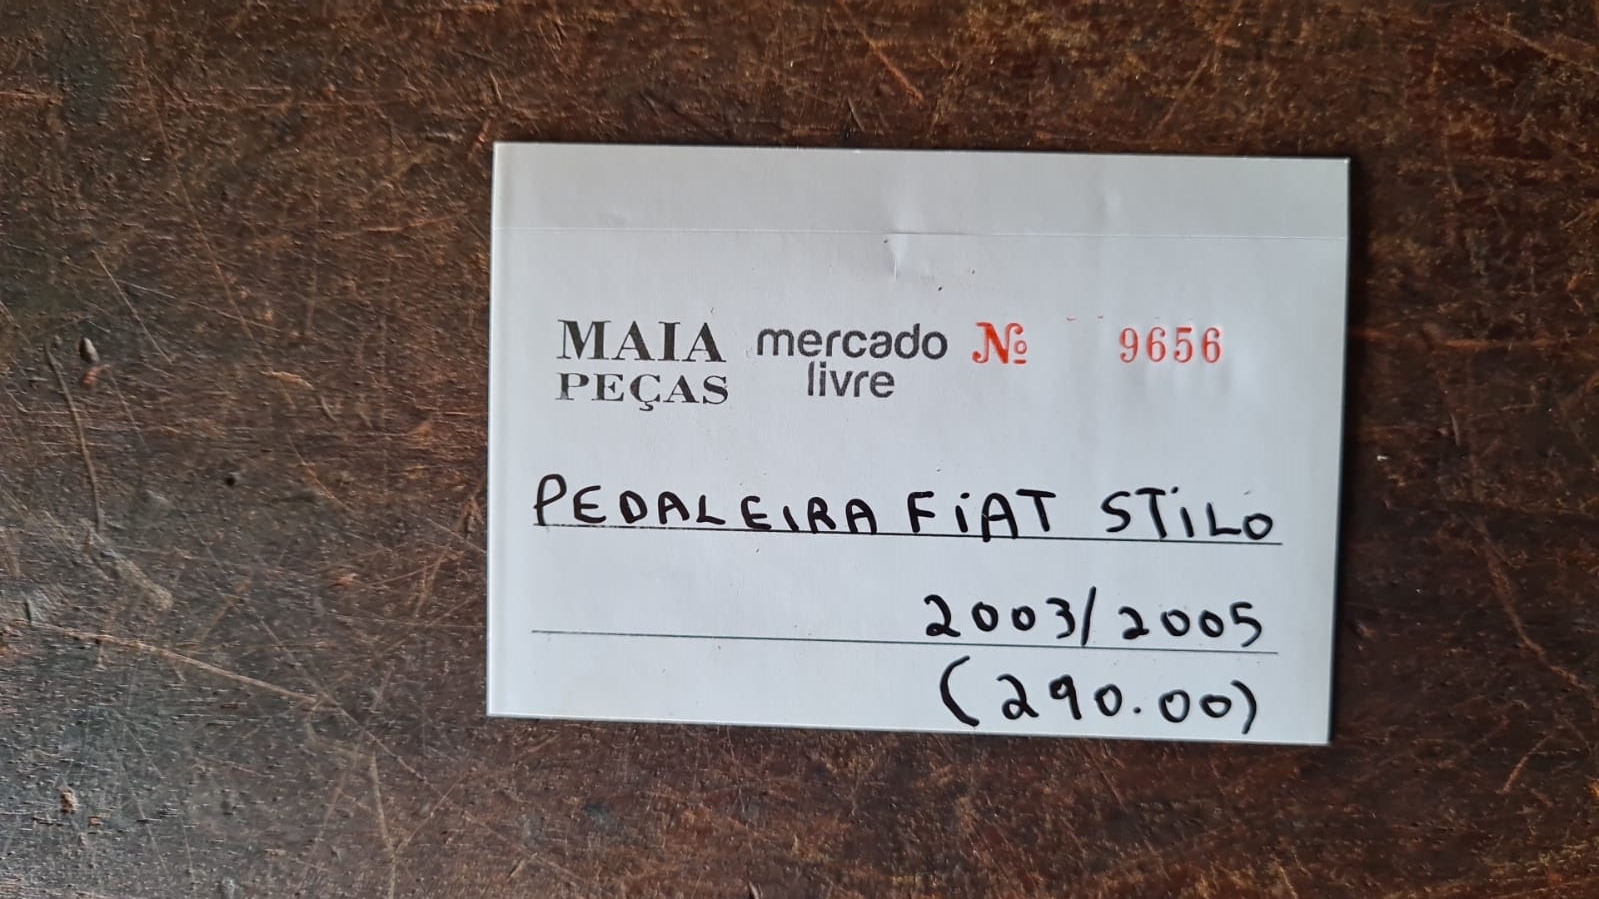 MAIA mercado Nº 9656
PEÇAS livre
PEDALEIRA FiAT STiLO
2003/2005
(290.00)